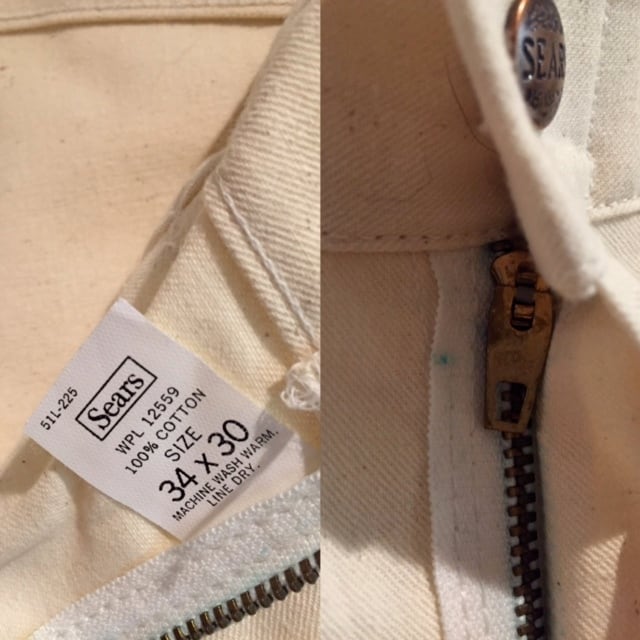 51L-225
Sears
WPL 12559
100% COTTON
SIZE
34 X 30
MACHINE WASH WARM,
LINE DRY.
SEARS